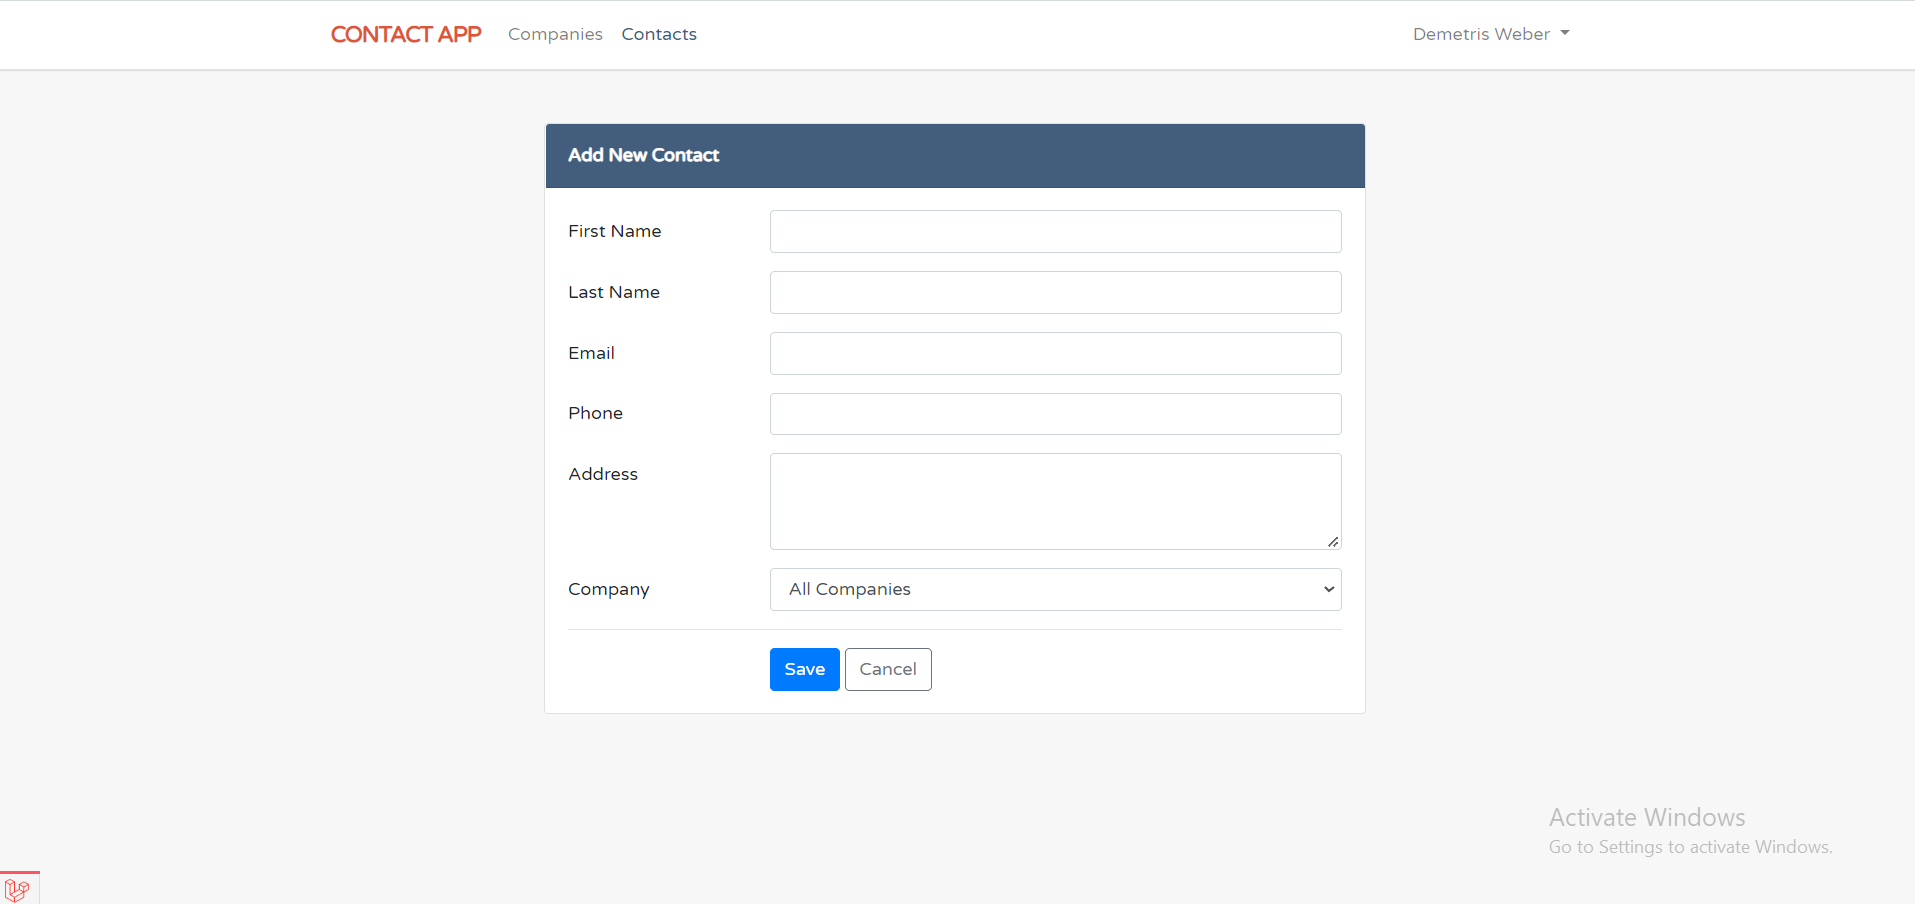 CONTACT APP Companies Contacts Demetris Weber
Add New Contact
First Name
Last Name
Email
Phone
Address
Company All Companies
Save Cancel
Activate Windows
Go to Settings to activate Windows.